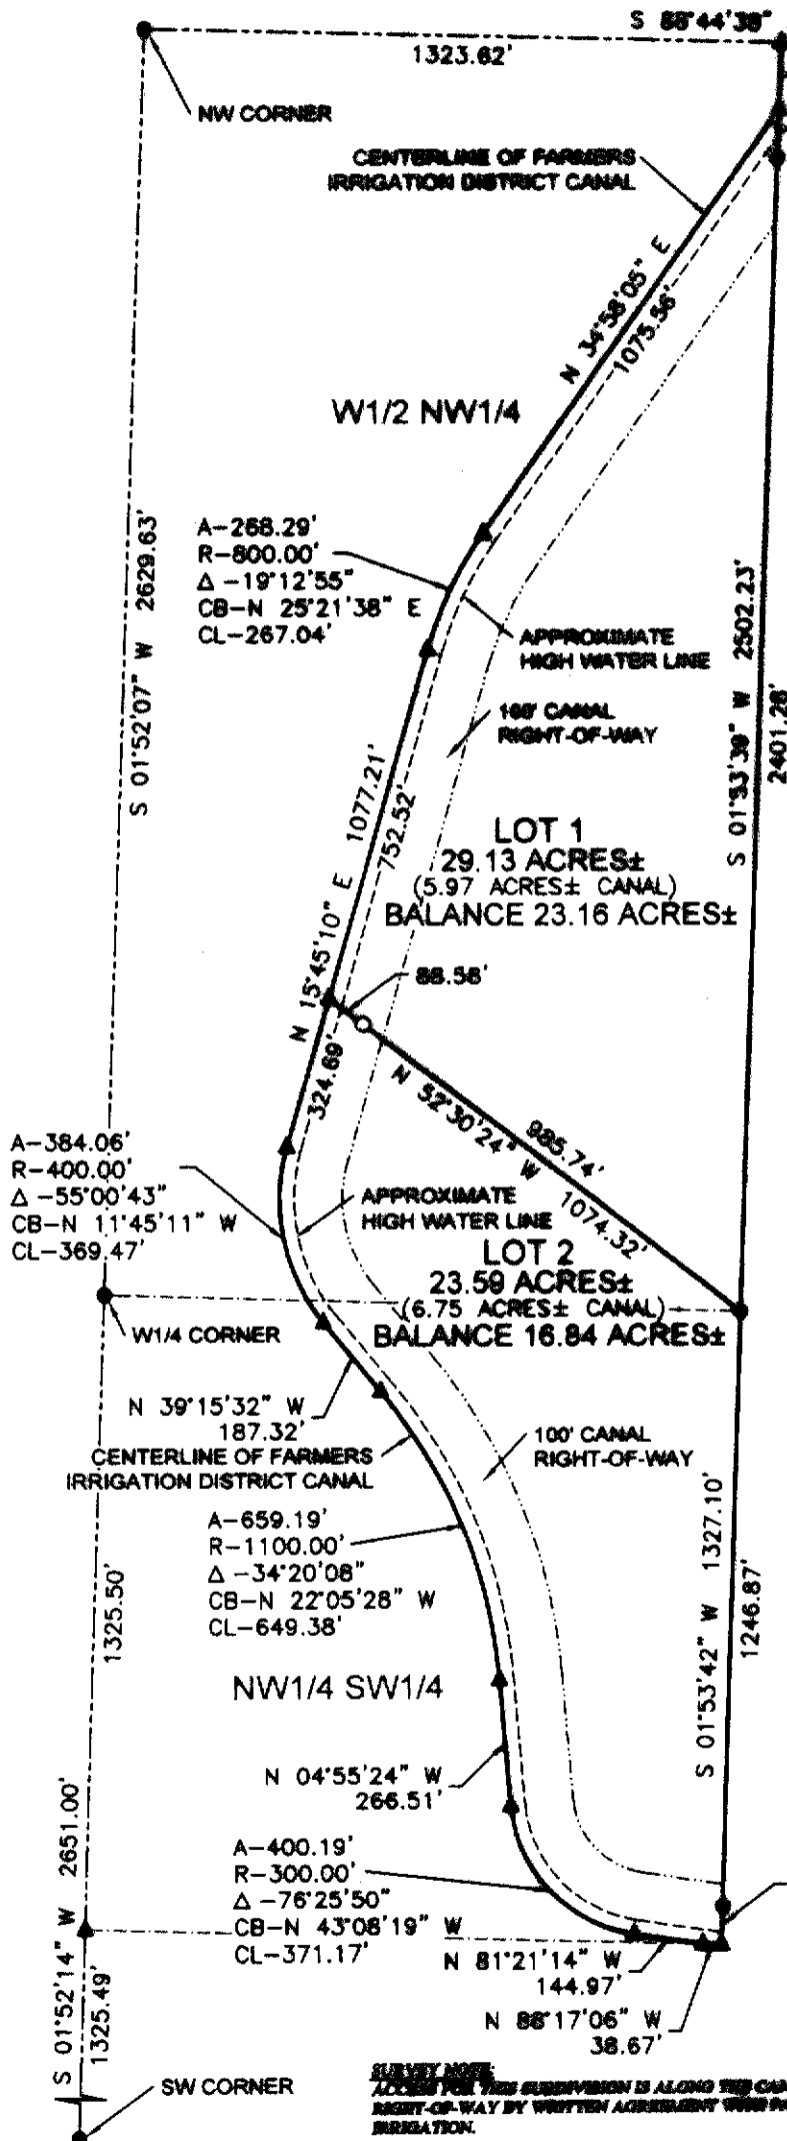 S 88°44'38"
1323.62'
NW CORNER
CENTERLINE OF FARMERS
IRRIGATION DISTRICT CANAL
N 34°58'05" E
1075.56'
W1/2 NW1/4
S 01°52'07" W 2629.63'
A-268.29'
R-800.00'
Δ -19°12'55"
CB-N 25°21'38" E
CL-267.04'
APPROXIMATE
HIGH WATER LINE
100' CANAL
RIGHT-OF-WAY
S 01°53'39" W 2502.23'
2401.28'
N 15°45'10" E 1077.21'
752.52'
LOT 1
29.13 ACRES±
(5.97 ACRES± CANAL)
BALANCE 23.16 ACRES±
88.58'
324.69'
N 52°30'24" W 1074.32'
985.74'
A-384.06'
R-400.00'
Δ -55°00'43"
CB-N 11°45'11" W
CL-369.47'
APPROXIMATE
HIGH WATER LINE
LOT 2
23.59 ACRES±
(6.75 ACRES± CANAL)
BALANCE 16.84 ACRES±
W1/4 CORNER
N 39°15'32" W
187.32'
CENTERLINE OF FARMERS
IRRIGATION DISTRICT CANAL
100' CANAL
RIGHT-OF-WAY
A-659.19'
R-1100.00'
Δ -34°20'08"
CB-N 22°05'28" W
CL-649.38'
1325.50'
S 01°53'42" W 1327.10'
1246.87'
NW1/4 SW1/4
N 04°55'24" W
266.51'
A-400.19'
R-300.00'
Δ -76°25'50"
CB-N 43°08'19" W
CL-371.17'
N 81°21'14" W
144.97'
N 88°17'06" W
38.67'
S 01°52'14" W 2651.00'
1325.49'
SW CORNER
SURVEY NOTE:
ACCESS FOR THIS SUBDIVISION IS ALONG THE CAN
RIGHT-OF-WAY BY WRITTEN AGREEMENT WITH FA
IRRIGATION.